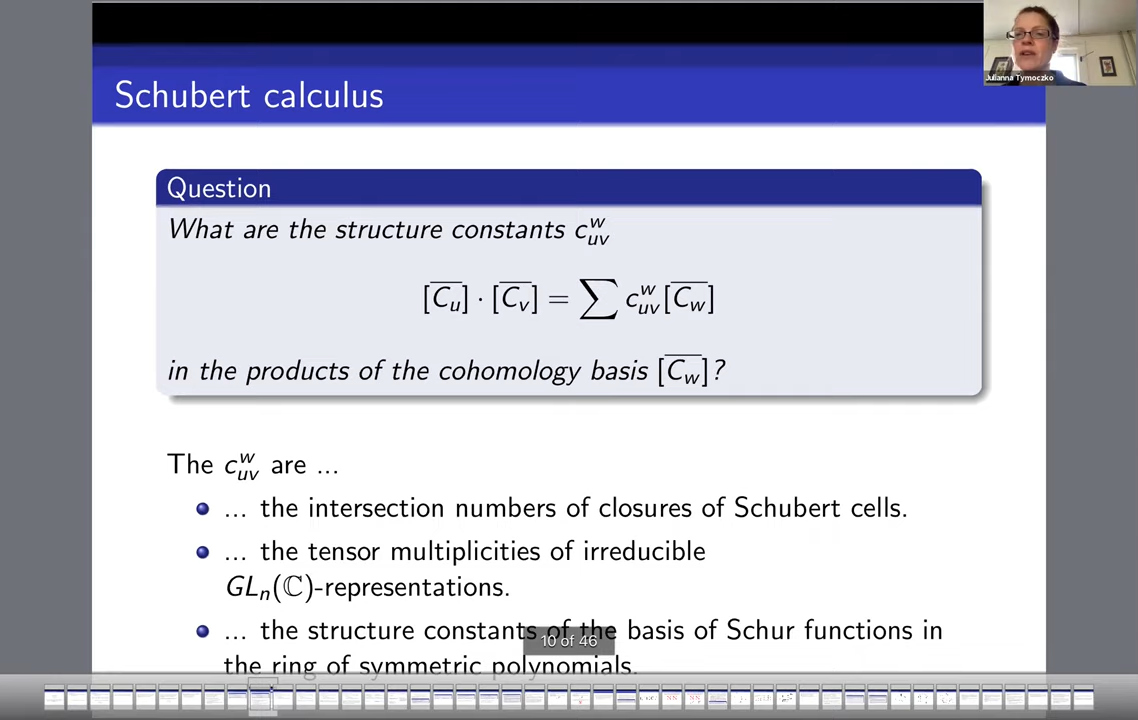 Julianna Tymoczko
Schubert calculus
Question
What are the structure constants c^w_{uv}
[\overline{C_u}] · [\overline{C_v}] = ∑ c^w_{uv} [\overline{C_w}]
in the products of the cohomology basis [\overline{C_w}]?
The c^w_{uv} are ...
... the intersection numbers of closures of Schubert cells.
... the tensor multiplicities of irreducible
GL_n(ℂ)-representations.
... the structure constants of the basis of Schur functions in
10 of 46
the ring of symmetric polynomials.